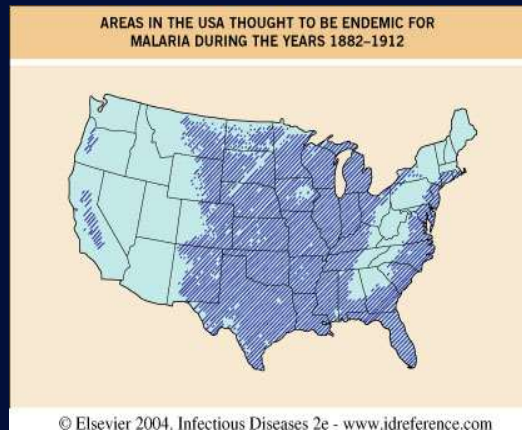 AREAS IN THE USA THOUGHT TO BE ENDEMIC FOR
MALARIA DURING THE YEARS 1882–1912
© Elsevier 2004. Infectious Diseases 2e - www.idreference.com